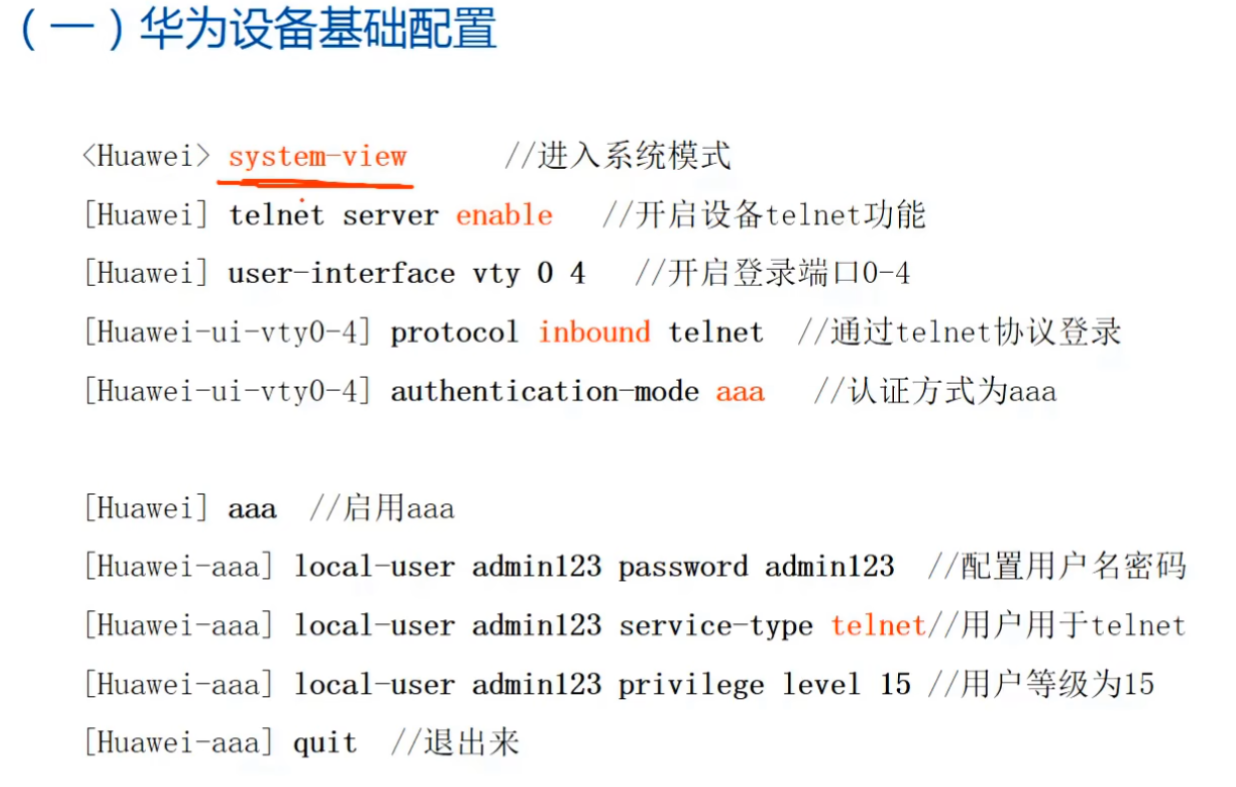 （一）华为设备基础配置
<Huawei> system-view //进入系统模式
[Huawei] telnet server enable //开启设备telnet功能
[Huawei] user-interface vty 0 4 //开启登录端口0-4
[Huawei-ui-vty0-4] protocol inbound telnet //通过telnet协议登录
[Huawei-ui-vty0-4] authentication-mode aaa //认证方式为aaa
[Huawei] aaa //启用aaa
[Huawei-aaa] local-user admin123 password admin123 //配置用户名密码
[Huawei-aaa] local-user admin123 service-type telnet//用户用于telnet
[Huawei-aaa] local-user admin123 privilege level 15 //用户等级为15
[Huawei-aaa] quit //退出来